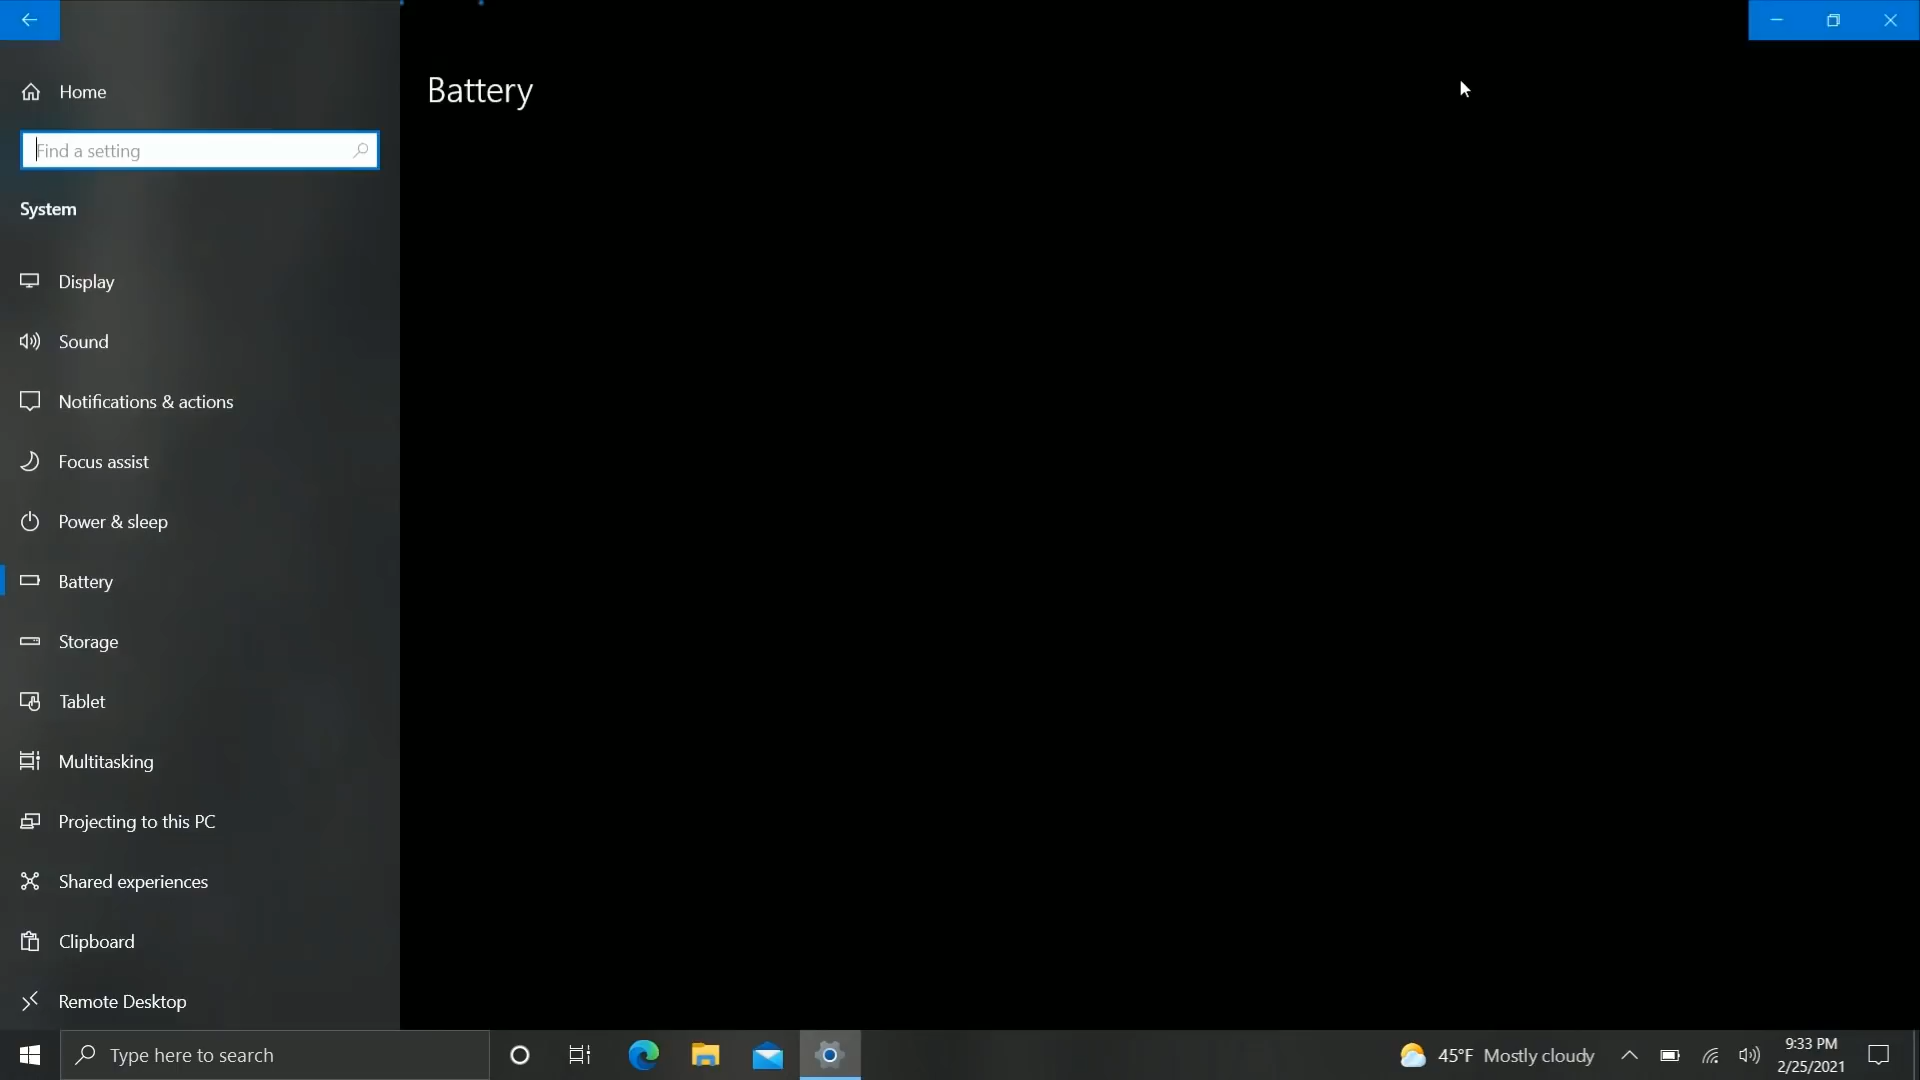 Home
Find a setting
System
Display
Sound
Notifications & actions
Focus assist
Power & sleep
Battery
Storage
Tablet
Multitasking
Projecting to this PC
Shared experiences
Clipboard
Remote Desktop
Battery
Type here to search
45°F Mostly cloudy
9:33 PM
2/25/2021